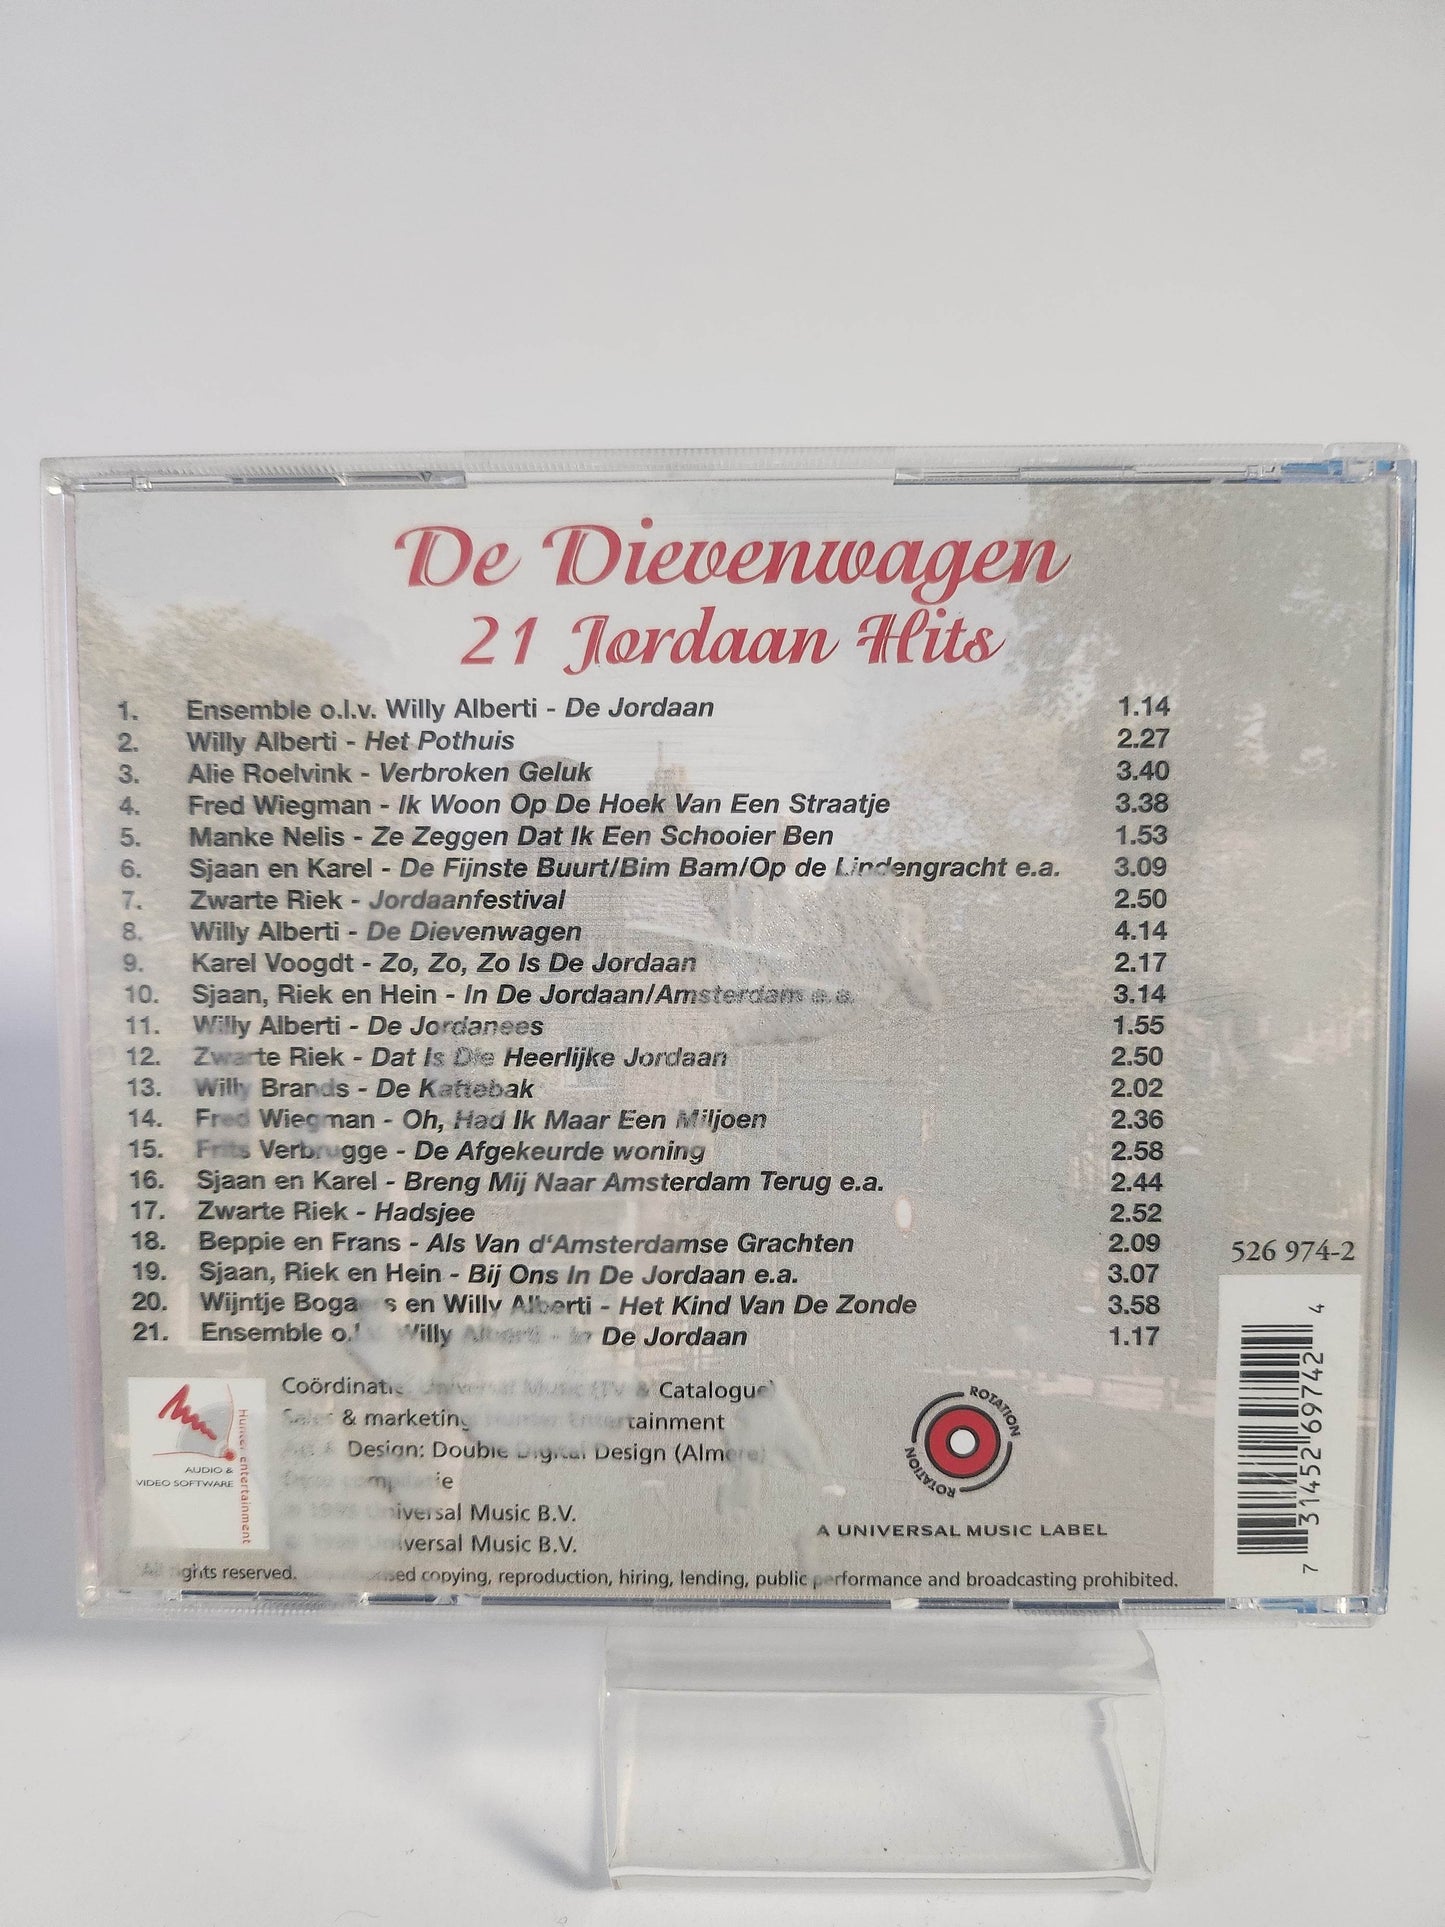 De Dievenwagen
21 Jordaan Hits
1. Ensemble o.l.v. Willy Alberti - De Jordaan 1.14
2. Willy Alberti - Het Pothuis 2.27
3. Alie Roelvink - Verbroken Geluk 3.40
4. Fred Wiegman - Ik Woon Op De Hoek Van Een Straatje 3.38
5. Manke Nelis - Ze Zeggen Dat Ik Een Schooier Ben 1.53
6. Sjaan en Karel - De Fijnste Buurt/Bim Bam/Op de Lindengracht e.a. 3.09
7. Zwarte Riek - Jordaanfestival 2.50
8. Willy Alberti - De Dievenwagen 4.14
9. Karel Voogdt - Zo, Zo, Zo Is De Jordaan 2.17
10. Sjaan, Riek en Hein - In De Jordaan/Amsterdam e.a. 3.14
11. Willy Alberti - De Jordanees 1.55
12. Zwarte Riek - Dat Is Die Heerlijke Jordaan 2.50
13. Willy Brands - De Kattebak 2.02
14. Fred Wiegman - Oh, Had Ik Maar Een Miljoen 2.36
15. Frits Verbrugge - De Afgekeurde woning 2.58
16. Sjaan en Karel - Breng Mij Naar Amsterdam Terug e.a. 2.44
17. Zwarte Riek - Hadsjee 2.52
18. Beppie en Frans - Als Van d'Amsterdamse Grachten 2.09
19. Sjaan, Riek en Hein - Bij Ons In De Jordaan e.a. 3.07
20. Wijntje Bogaers en Willy Alberti - Het Kind Van De Zonde 3.58
21. Ensemble o.l.v. Willy Alberti - In De Jordaan 1.17
526 974-2
Coördinatie: Universal Music (TV & Catalogue)
Sales & marketing: Hunter Entertainment
Art & Design: Double Digital Design (Almere)
compilatie
Universal Music B.V.
Universal Music B.V.
All rights reserved. copying, reproduction, hiring, lending, public performance and broadcasting prohibited.
Hunter entertainment
AUDIO &
VIDEO SOFTWARE
ROTATION
ROTATION
A UNIVERSAL MUSIC LABEL
7 31452 69742 4